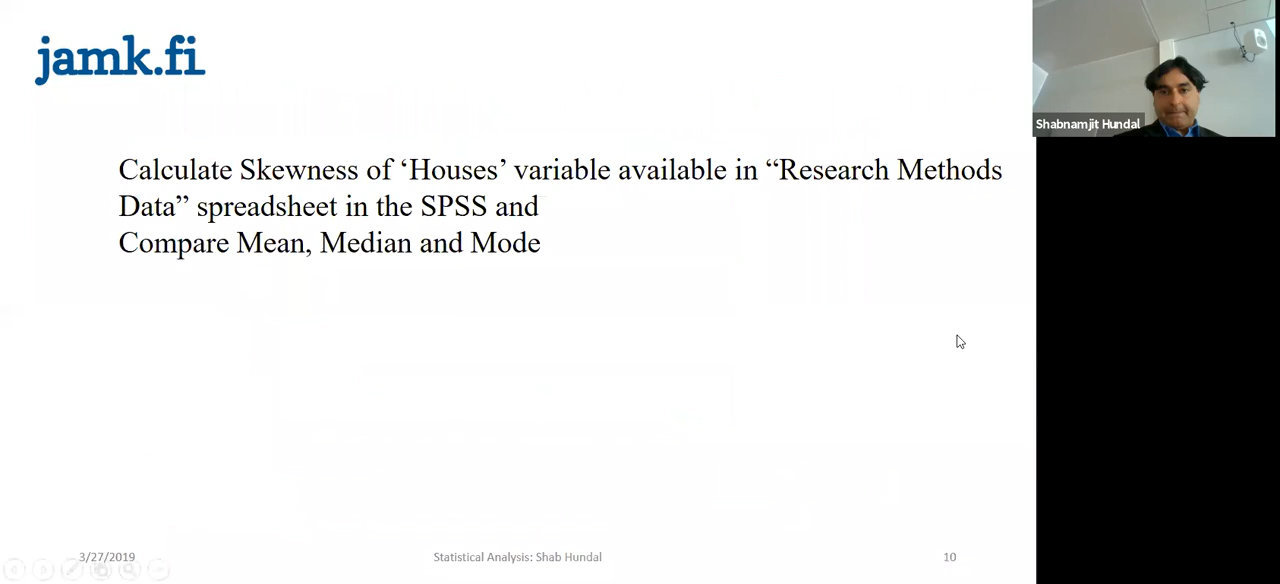 jamk.fi
Shabnamjit Hundal
Calculate Skewness of ‘Houses’ variable available in “Research Methods
Data” spreadsheet in the SPSS and
Compare Mean, Median and Mode
3/27/2019
Statistical Analysis: Shab Hundal
10